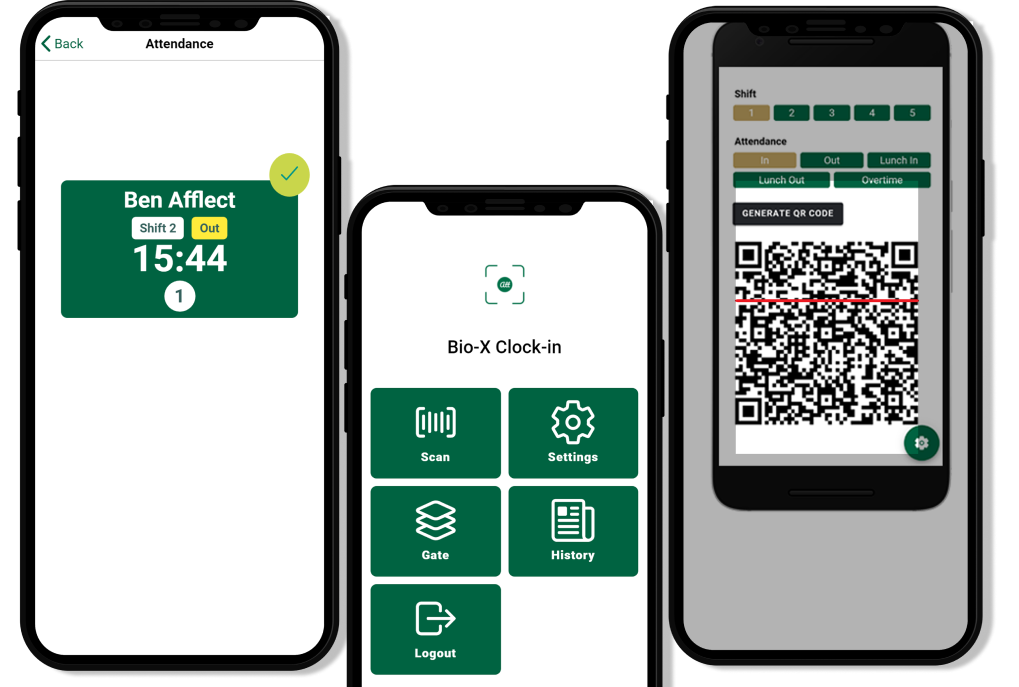 Back
Attendance
Ben Afflect
Shift 2 Out
15:44
1
Bio-X Clock-in
Scan Settings
Gate History
Logout
Shift
1 2 3 4 5
Attendance
In Out Lunch In
Lunch Out Overtime
GENERATE QR CODE